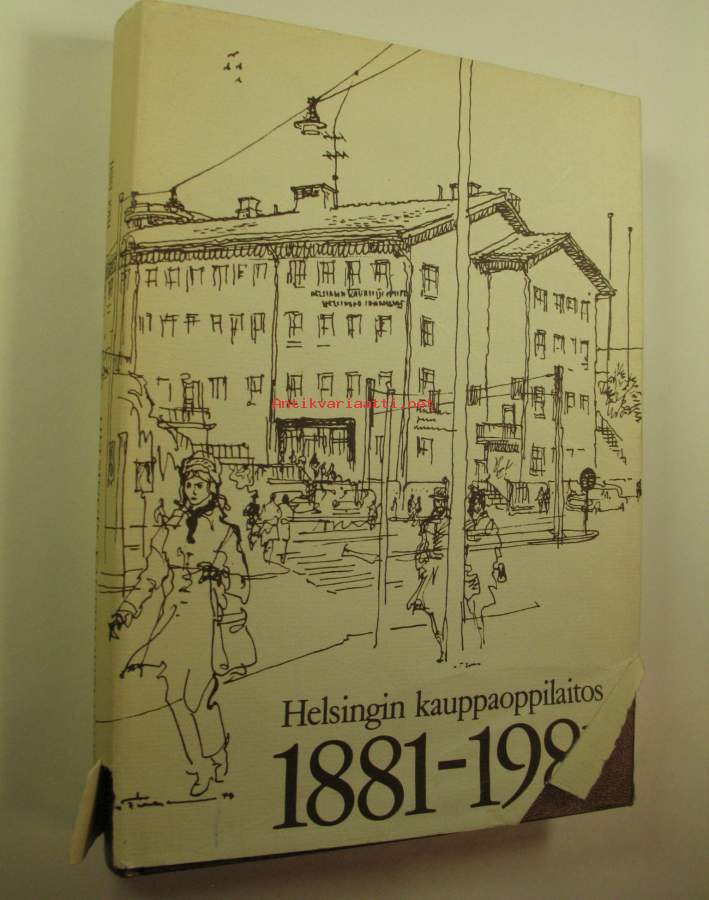 Antikvariaatti.net
Helsingin kauppaoppilaitos
1881-198